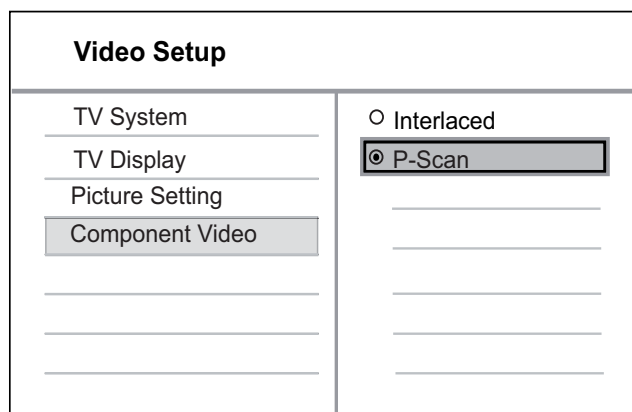 Video Setup
TV System
TV Display
Picture Setting
Component Video
Interlaced
P-Scan